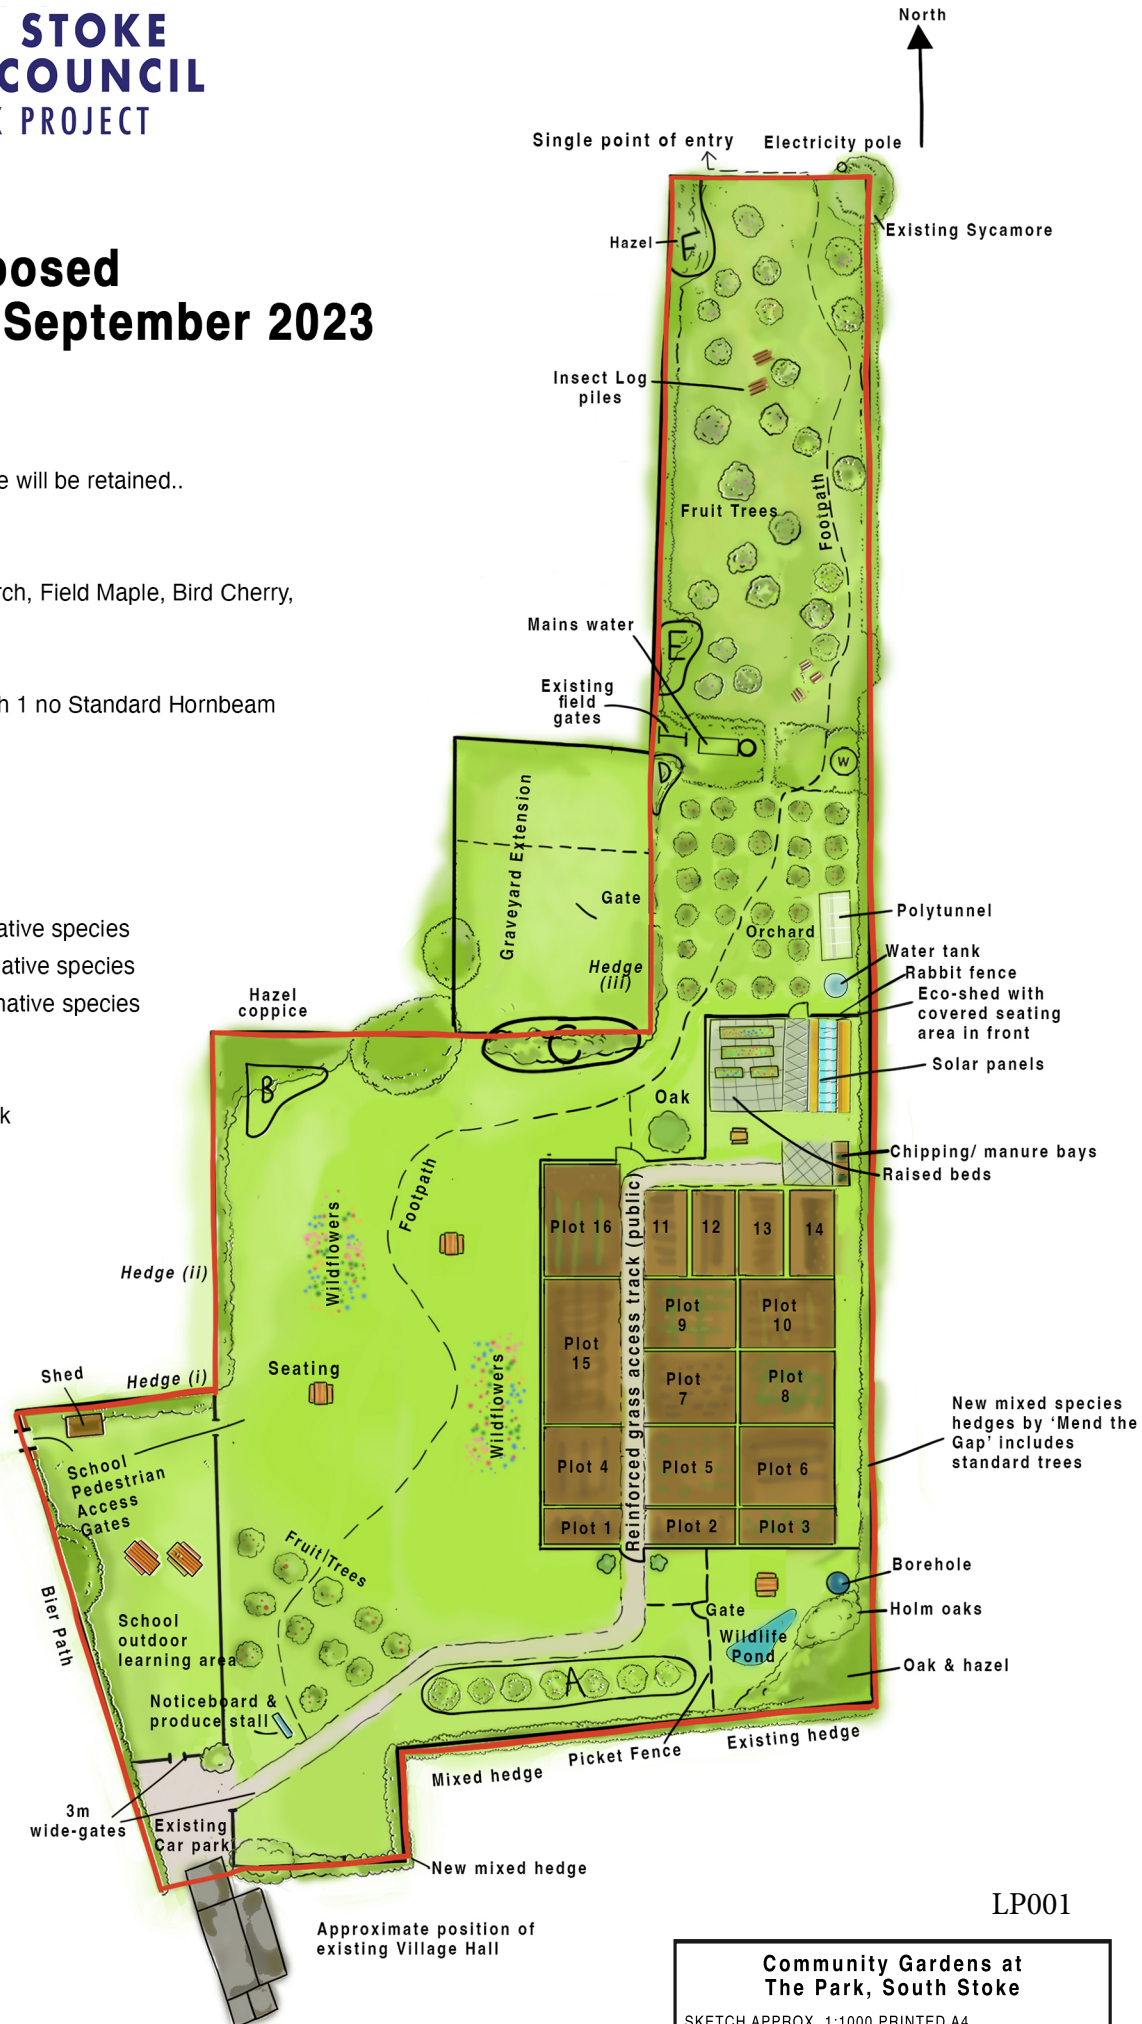 STOKE
COUNCIL
PROJECT
North
Single point of entry
Electricity pole
posed
September 2023
Hazel
F
Existing Sycamore
Insect Log
piles
e will be retained..
Fruit Trees
Footpath
rch, Field Maple, Bird Cherry,
Mains water
E
Existing
field
gates
h 1 no Standard Hornbeam
D
W
Graveyard Extension
Gate
Hedge
(iii)
Orchard
Polytunnel
ative species
ative species
native species
Water tank
Rabbit fence
Eco-shed with
covered seating
area in front
Solar panels
Hazel
coppice
C
B
Oak
k
Chipping/ manure bays
Raised beds
Footpath
Wildflowers
Hedge (ii)
Plot 16
11
12
13
14
Reinforced grass access track (public)
Plot
9
Plot
10
Plot
15
Plot
7
Plot
8
Wildflowers
Seating
Shed
Hedge (i)
New mixed species
hedges by ‘Mend the
Gap’ includes
standard trees
School
Pedestrian
Access
Gates
Plot 4
Plot 5
Plot 6
Plot 1
Plot 2
Plot 3
Fruit Trees
Borehole
Holm oaks
Bier Path
School
outdoor
learning area
Gate
Wildlife
Pond
Oak & hazel
Noticeboard &
produce stall
A
Picket Fence
Existing hedge
Mixed hedge
3m
wide-gates
Existing
Car park
New mixed hedge
Approximate position of
existing Village Hall
LP001
Community Gardens at
The Park, South Stoke
SKETCH APPROX. 1:1000 PRINTED A4